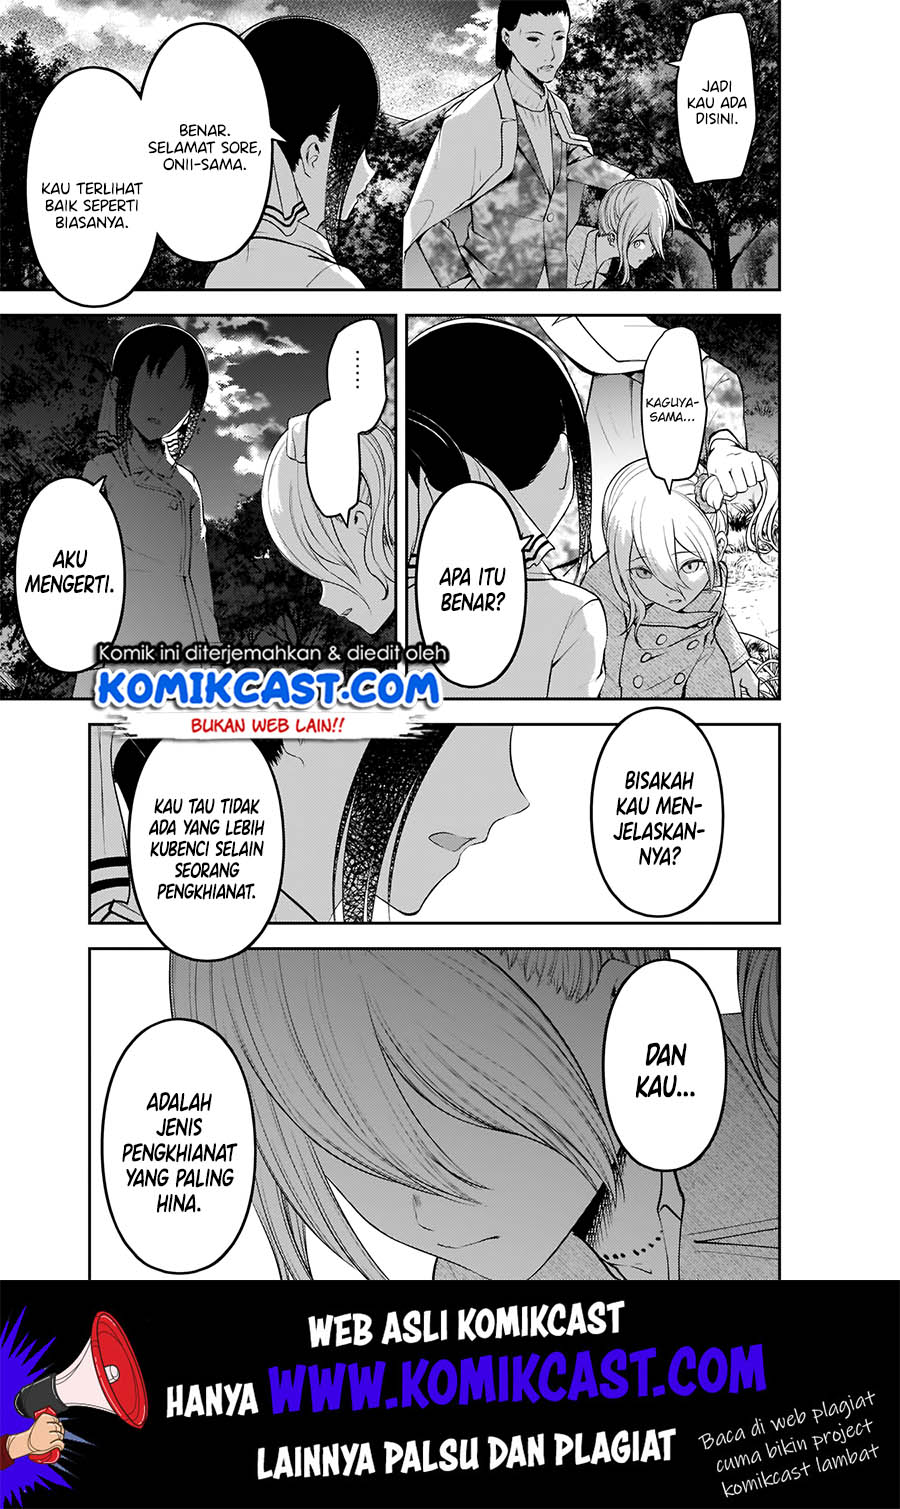 JADI
KAU ADA
DISINI.
BENAR.
SELAMAT SORE,
ONII-SAMA.
KAU TERLIHAT
BAIK SEPERTI
BIASANYA.
KAGUYA-
SAMA...
APA ITU
BENAR?
......
AKU
MENGERTI.
Komik ini diterjemahkan & diedit oleh
KOMIKCAST.COM
BUKAN WEB LAIN!!
BISAKAH
KAU MEN-
JELASKAN-
NYA?
KAU TAU TIDAK
ADA YANG LEBIH
KUBENCI SELAIN
SEORANG
PENGKHIANAT.
DAN
KAU...
ADALAH
JENIS
PENGKHIANAT
YANG PALING
HINA.
WEB ASLI KOMIKCAST
HANYA WWW.KOMIKCAST.COM
LAINNYA PALSU DAN PLAGIAT
Baca di web plagiat
cuma bikin project
komikcast lambat